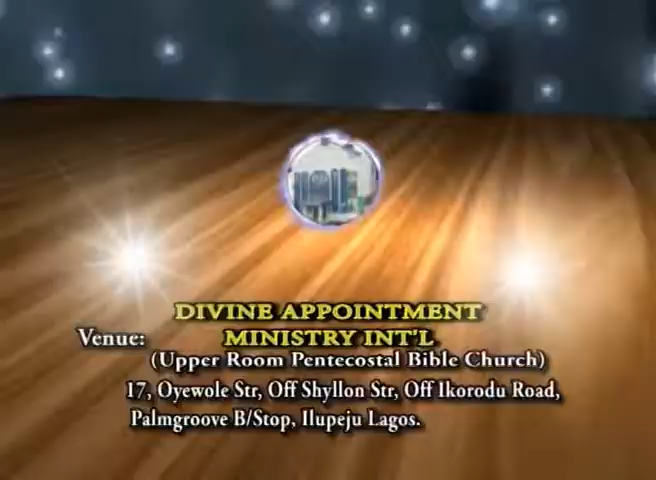 DIVINE APPOINTMENT
Venue: MINISTRY INT'L
(Upper Room Pentecostal Bible Church)
17, Oyewole Str, Off Shyllon Str, Off Ikorodu Road,
Palmgroove B/Stop, Ilupeju Lagos.